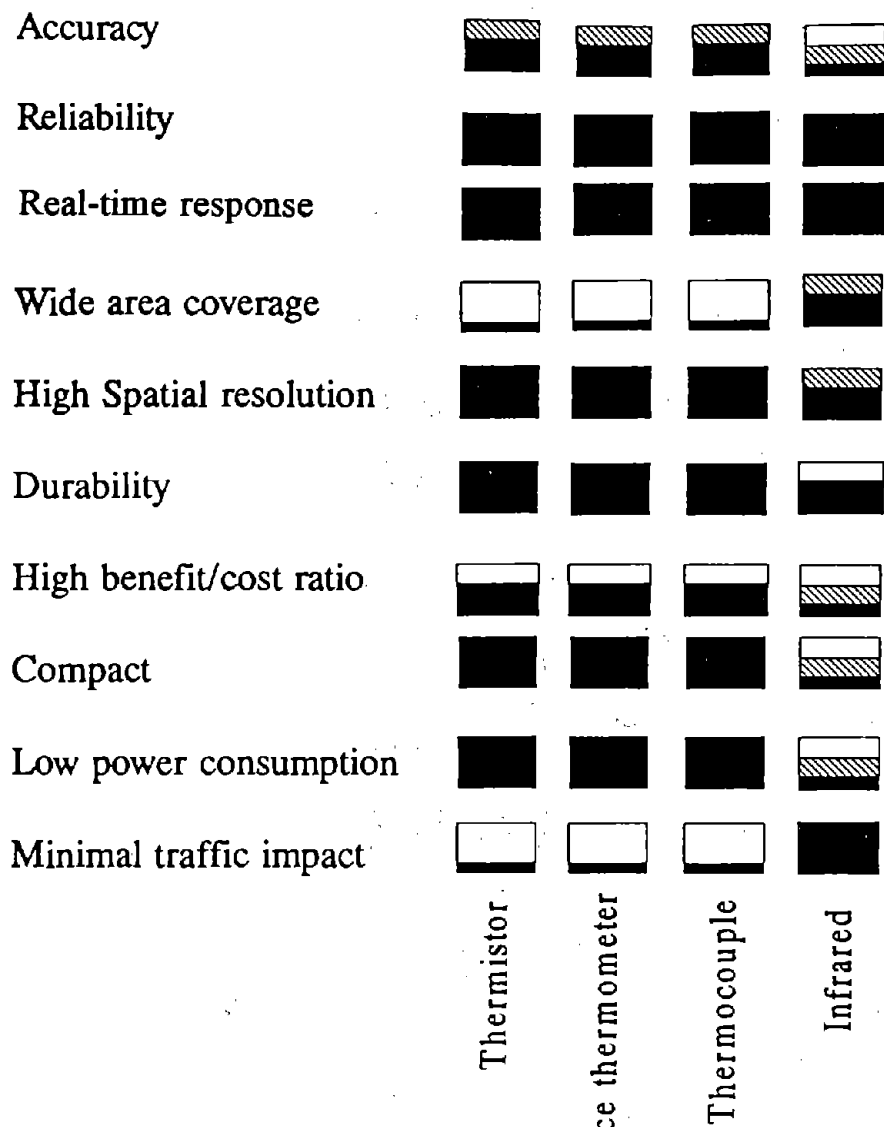 Accuracy
Reliability
Real-time response
Wide area coverage
High Spatial resolution
Durability
High benefit/cost ratio
Compact
Low power consumption
Minimal traffic impact
Thermistor
ce thermometer
Thermocouple
Infrared